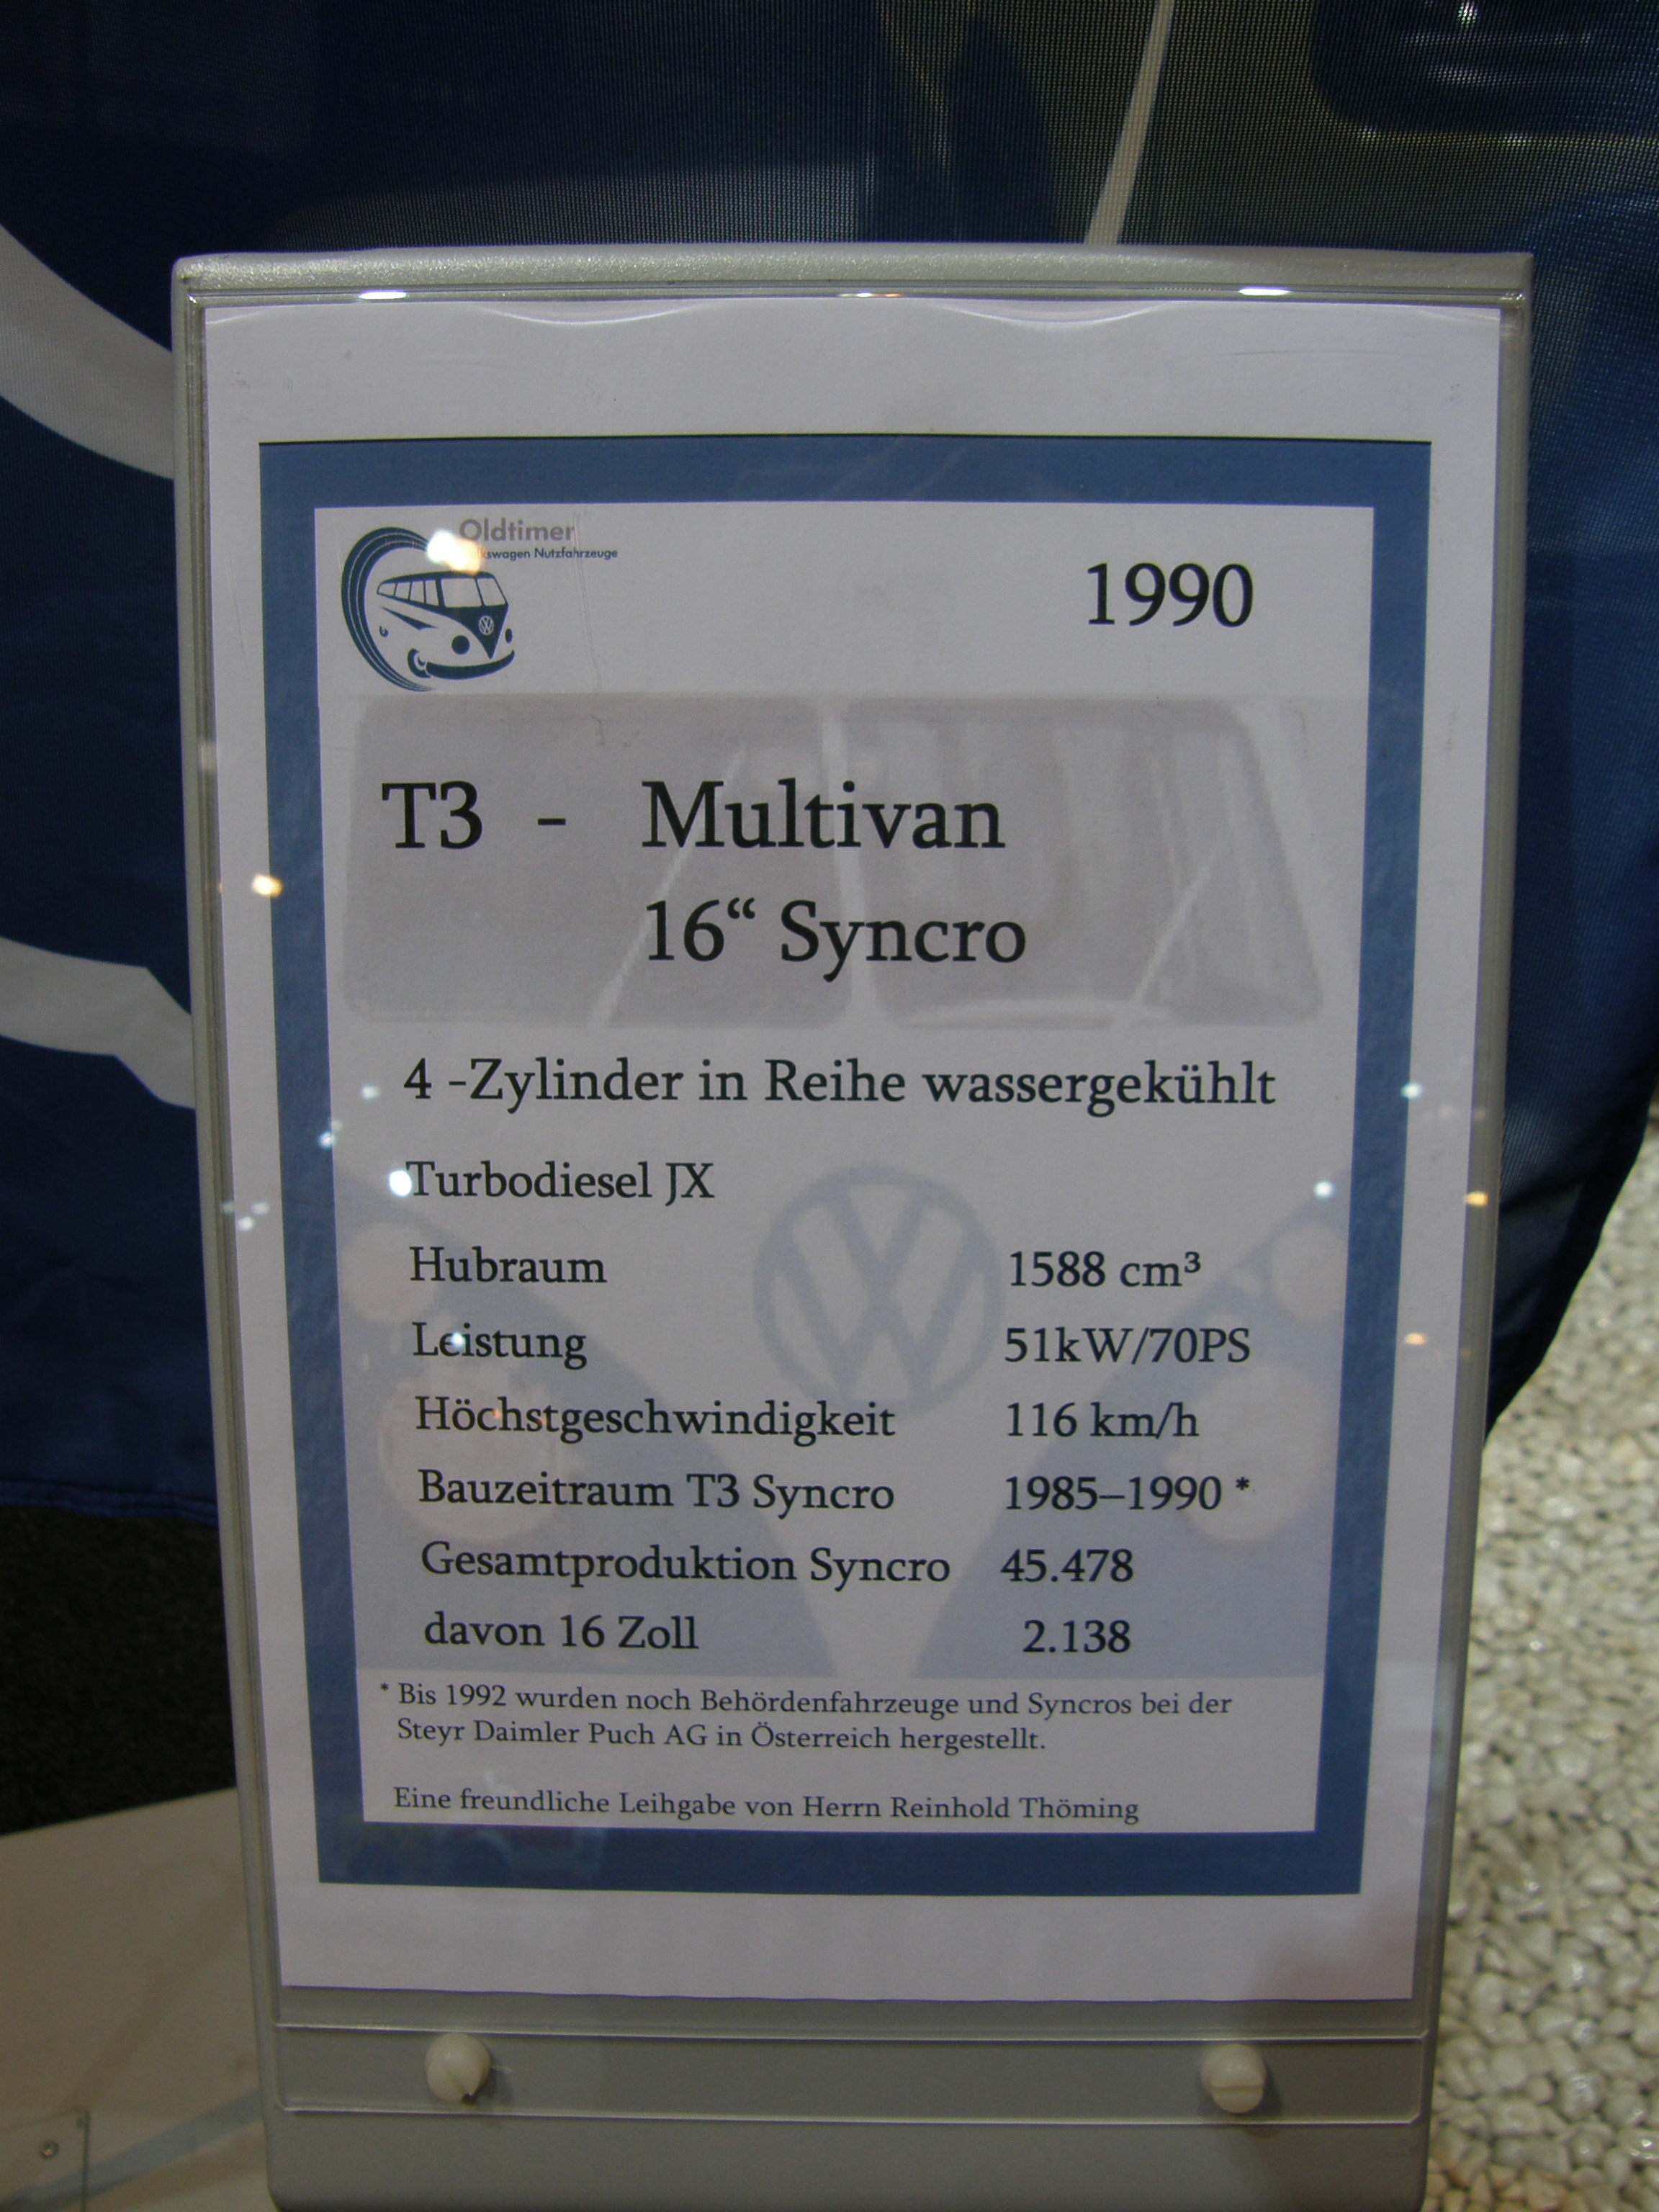 Oldtimer
Nutzfahrzeuge
1990
T3 - Multivan
16“ Syncro
4 -Zylinder in Reihe wassergekühlt
Turbodiesel JX
Hubraum 1588 cm³
Leistung 51kW/70PS
Höchstgeschwindigkeit 116 km/h
Bauzeitraum T3 Syncro 1985–1990 *
Gesamtproduktion Syncro 45.478
davon 16 Zoll 2.138
* Bis 1992 wurden noch Behördenfahrzeuge und Syncros bei der
Steyr Daimler Puch AG in Österreich hergestellt.
Eine freundliche Leihgabe von Herrn Reinhold Thöming